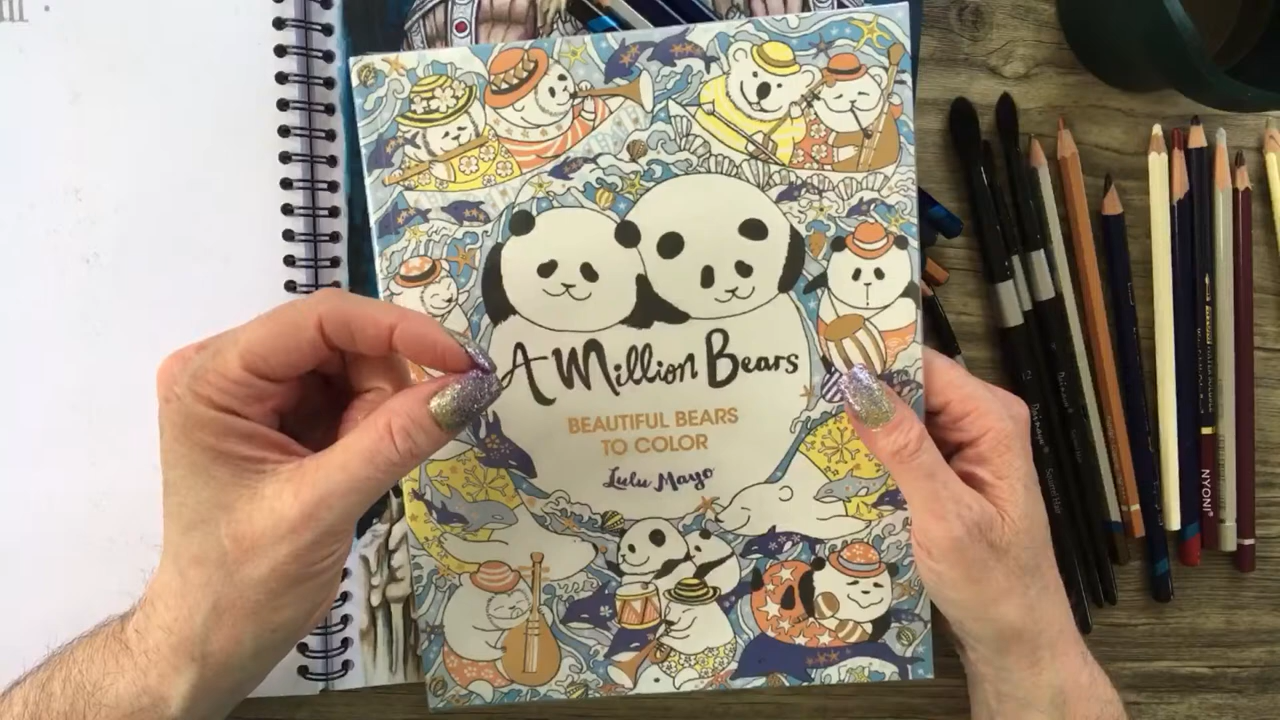 A Million Bears
BEAUTIFUL BEARS
TO COLOR
Lulu Mayo
NYONI